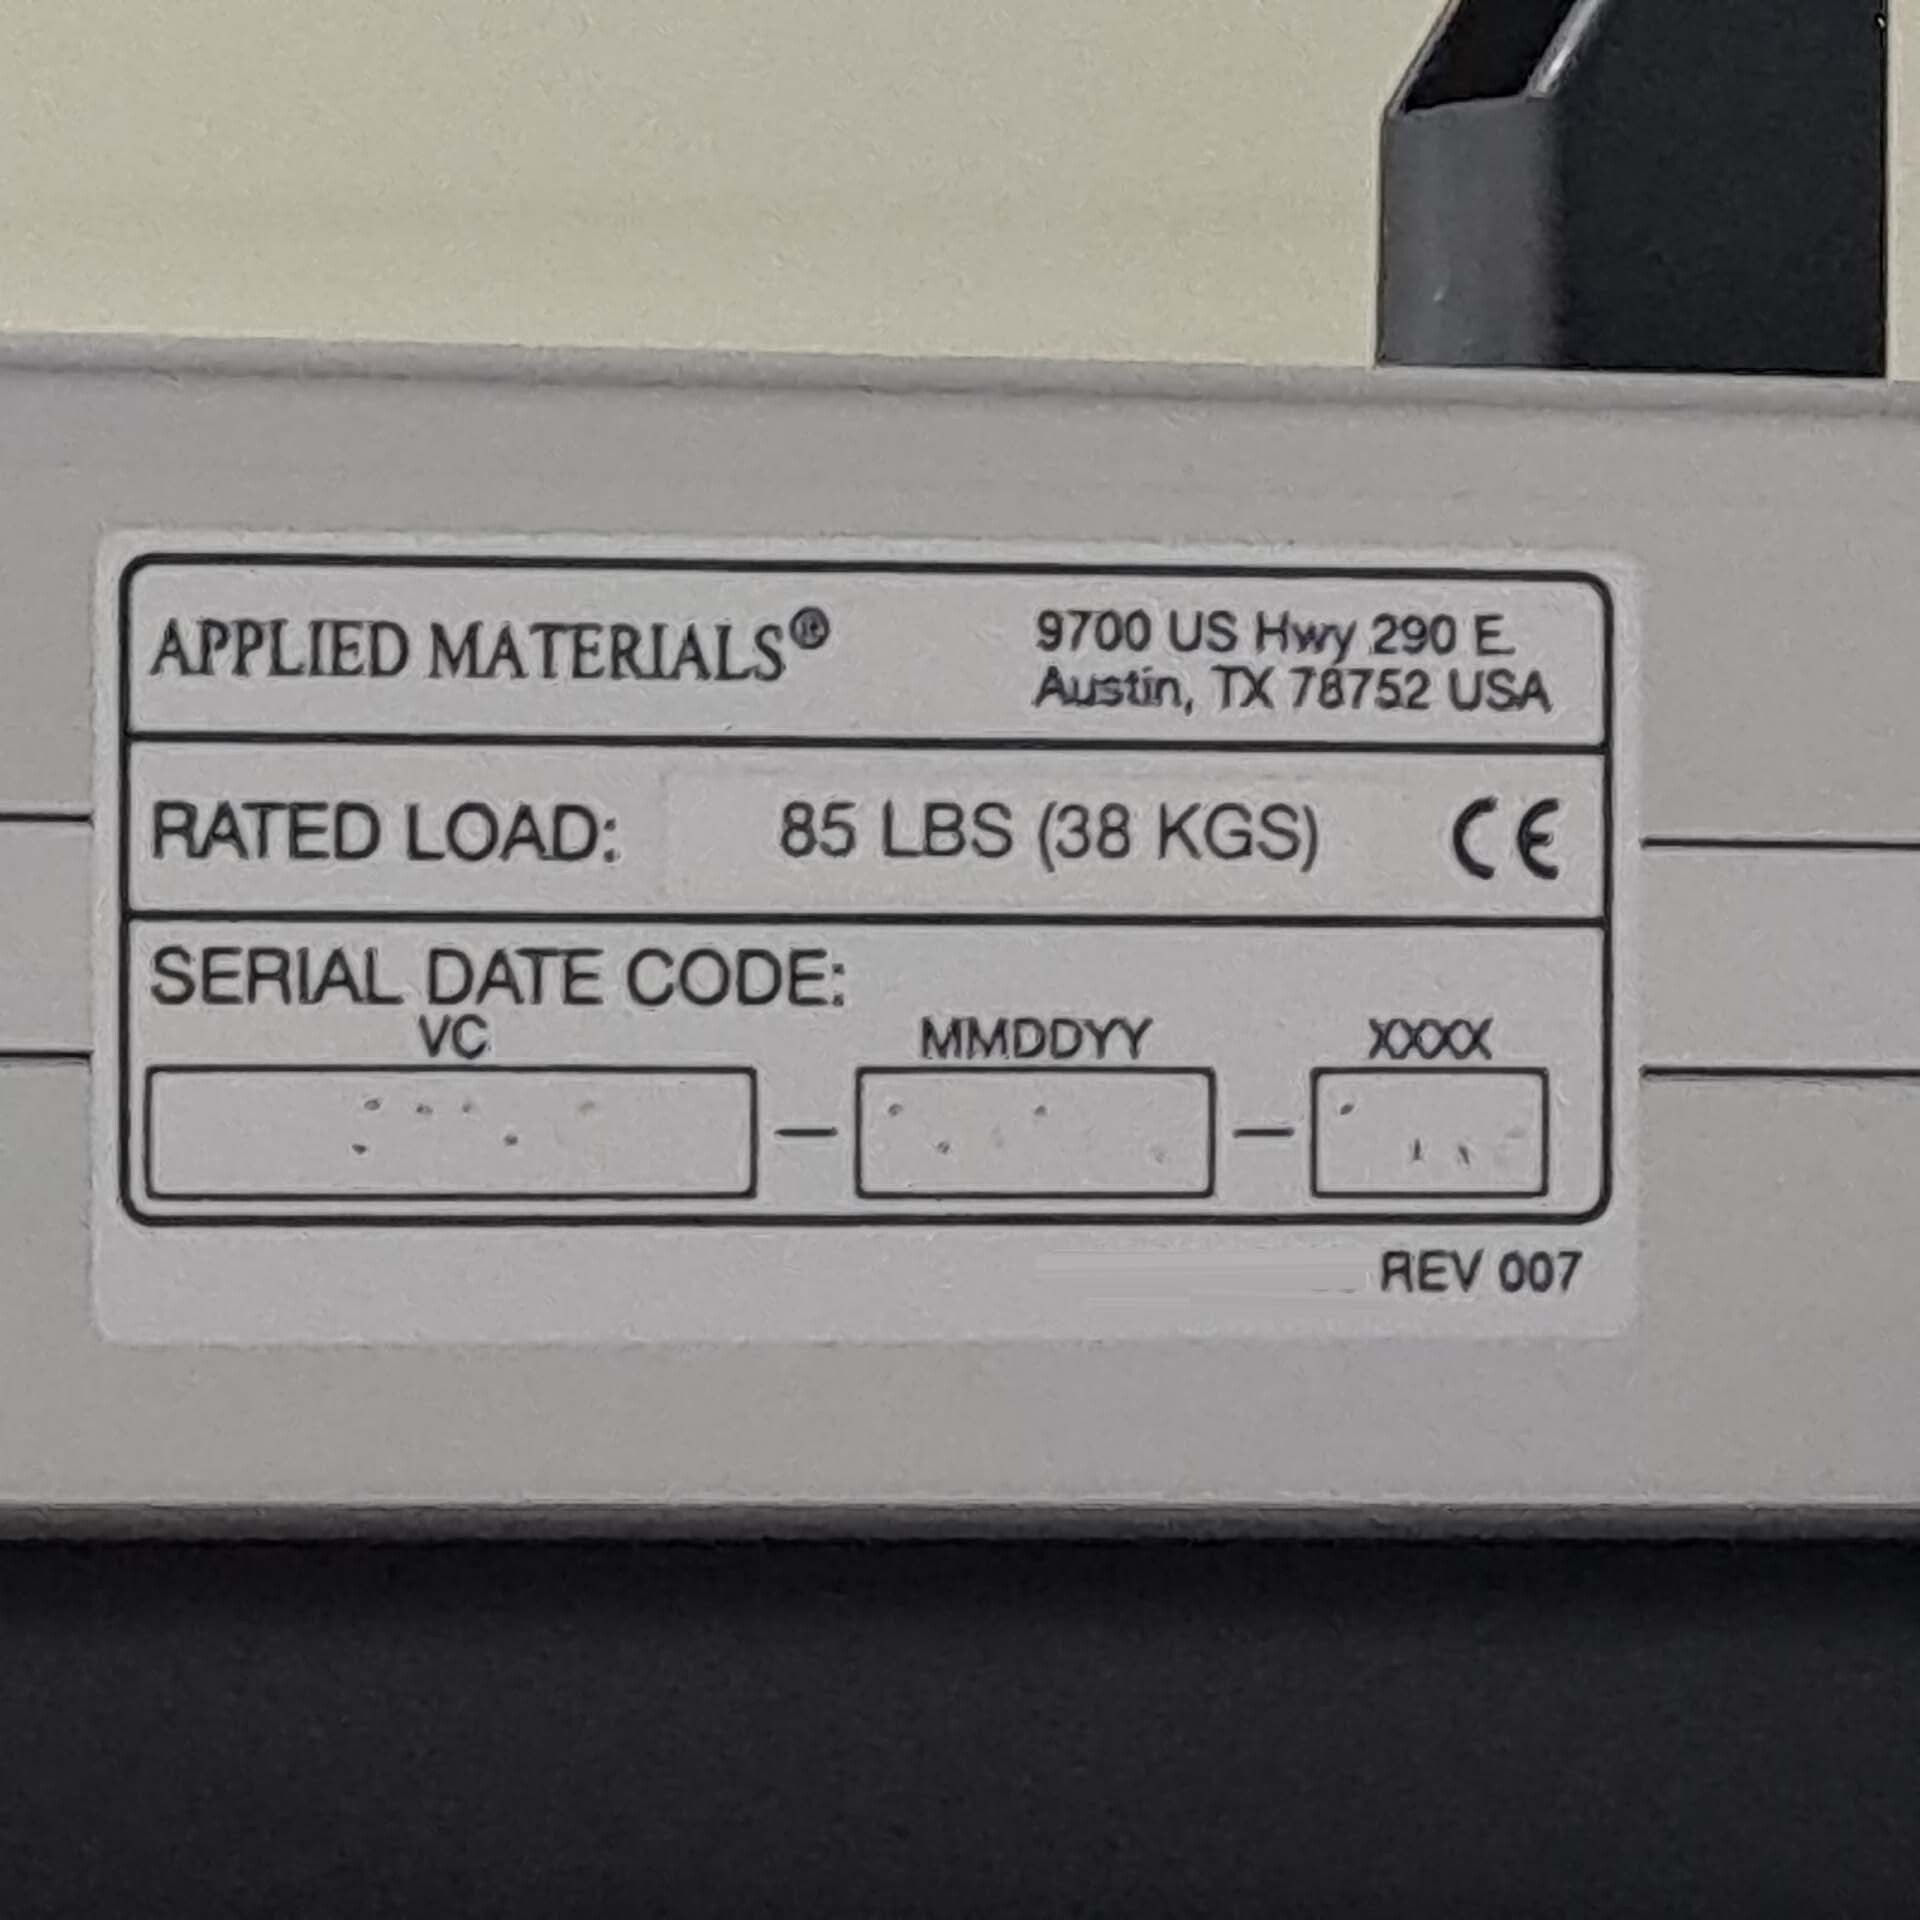 APPLIED MATERIALS®
9700 US Hwy 290 E.
Austin, TX 78752 USA
RATED LOAD: 85 LBS (38 KGS) CE
SERIAL DATE CODE:
VC MMDDYY XXXX
— —
REV 007